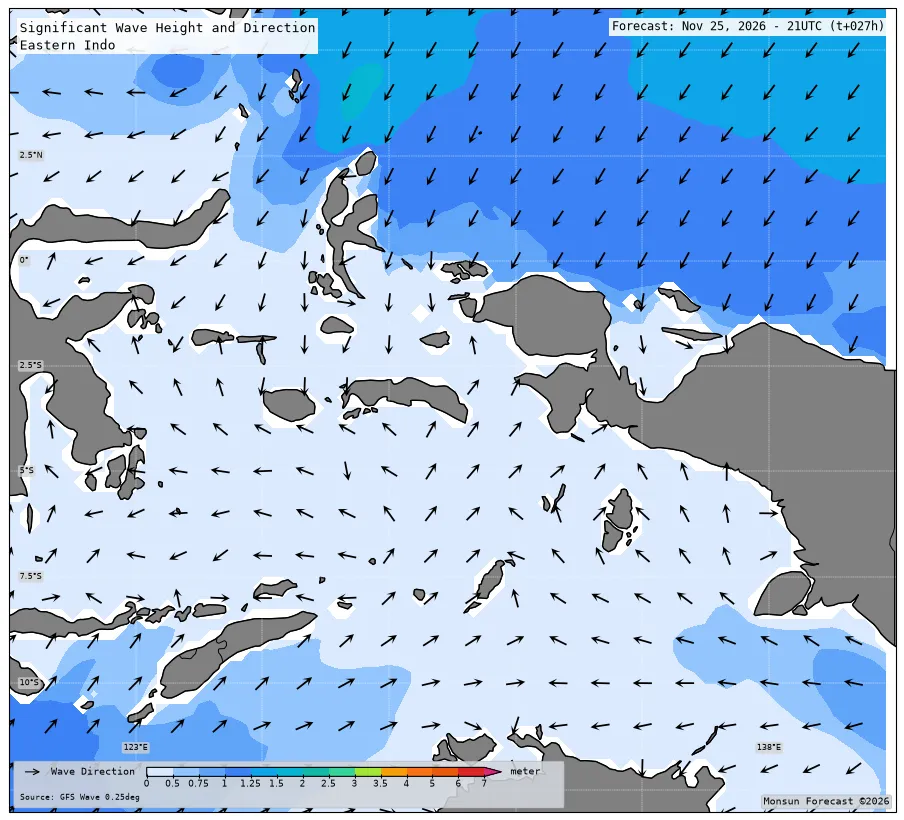 Significant Wave Height and Direction
Eastern Indo
Forecast: Nov 25, 2026 - 21UTC (t+027h)
2.5°N
0°
2.5°S
5°S
7.5°S
10°S
123°E
138°E
Wave Direction
meter
0 0.5 0.75 1 1.25 1.5 2 2.5 3 3.5 4 5 6 7
Source: GFS Wave 0.25deg
Monsun Forecast ©2026